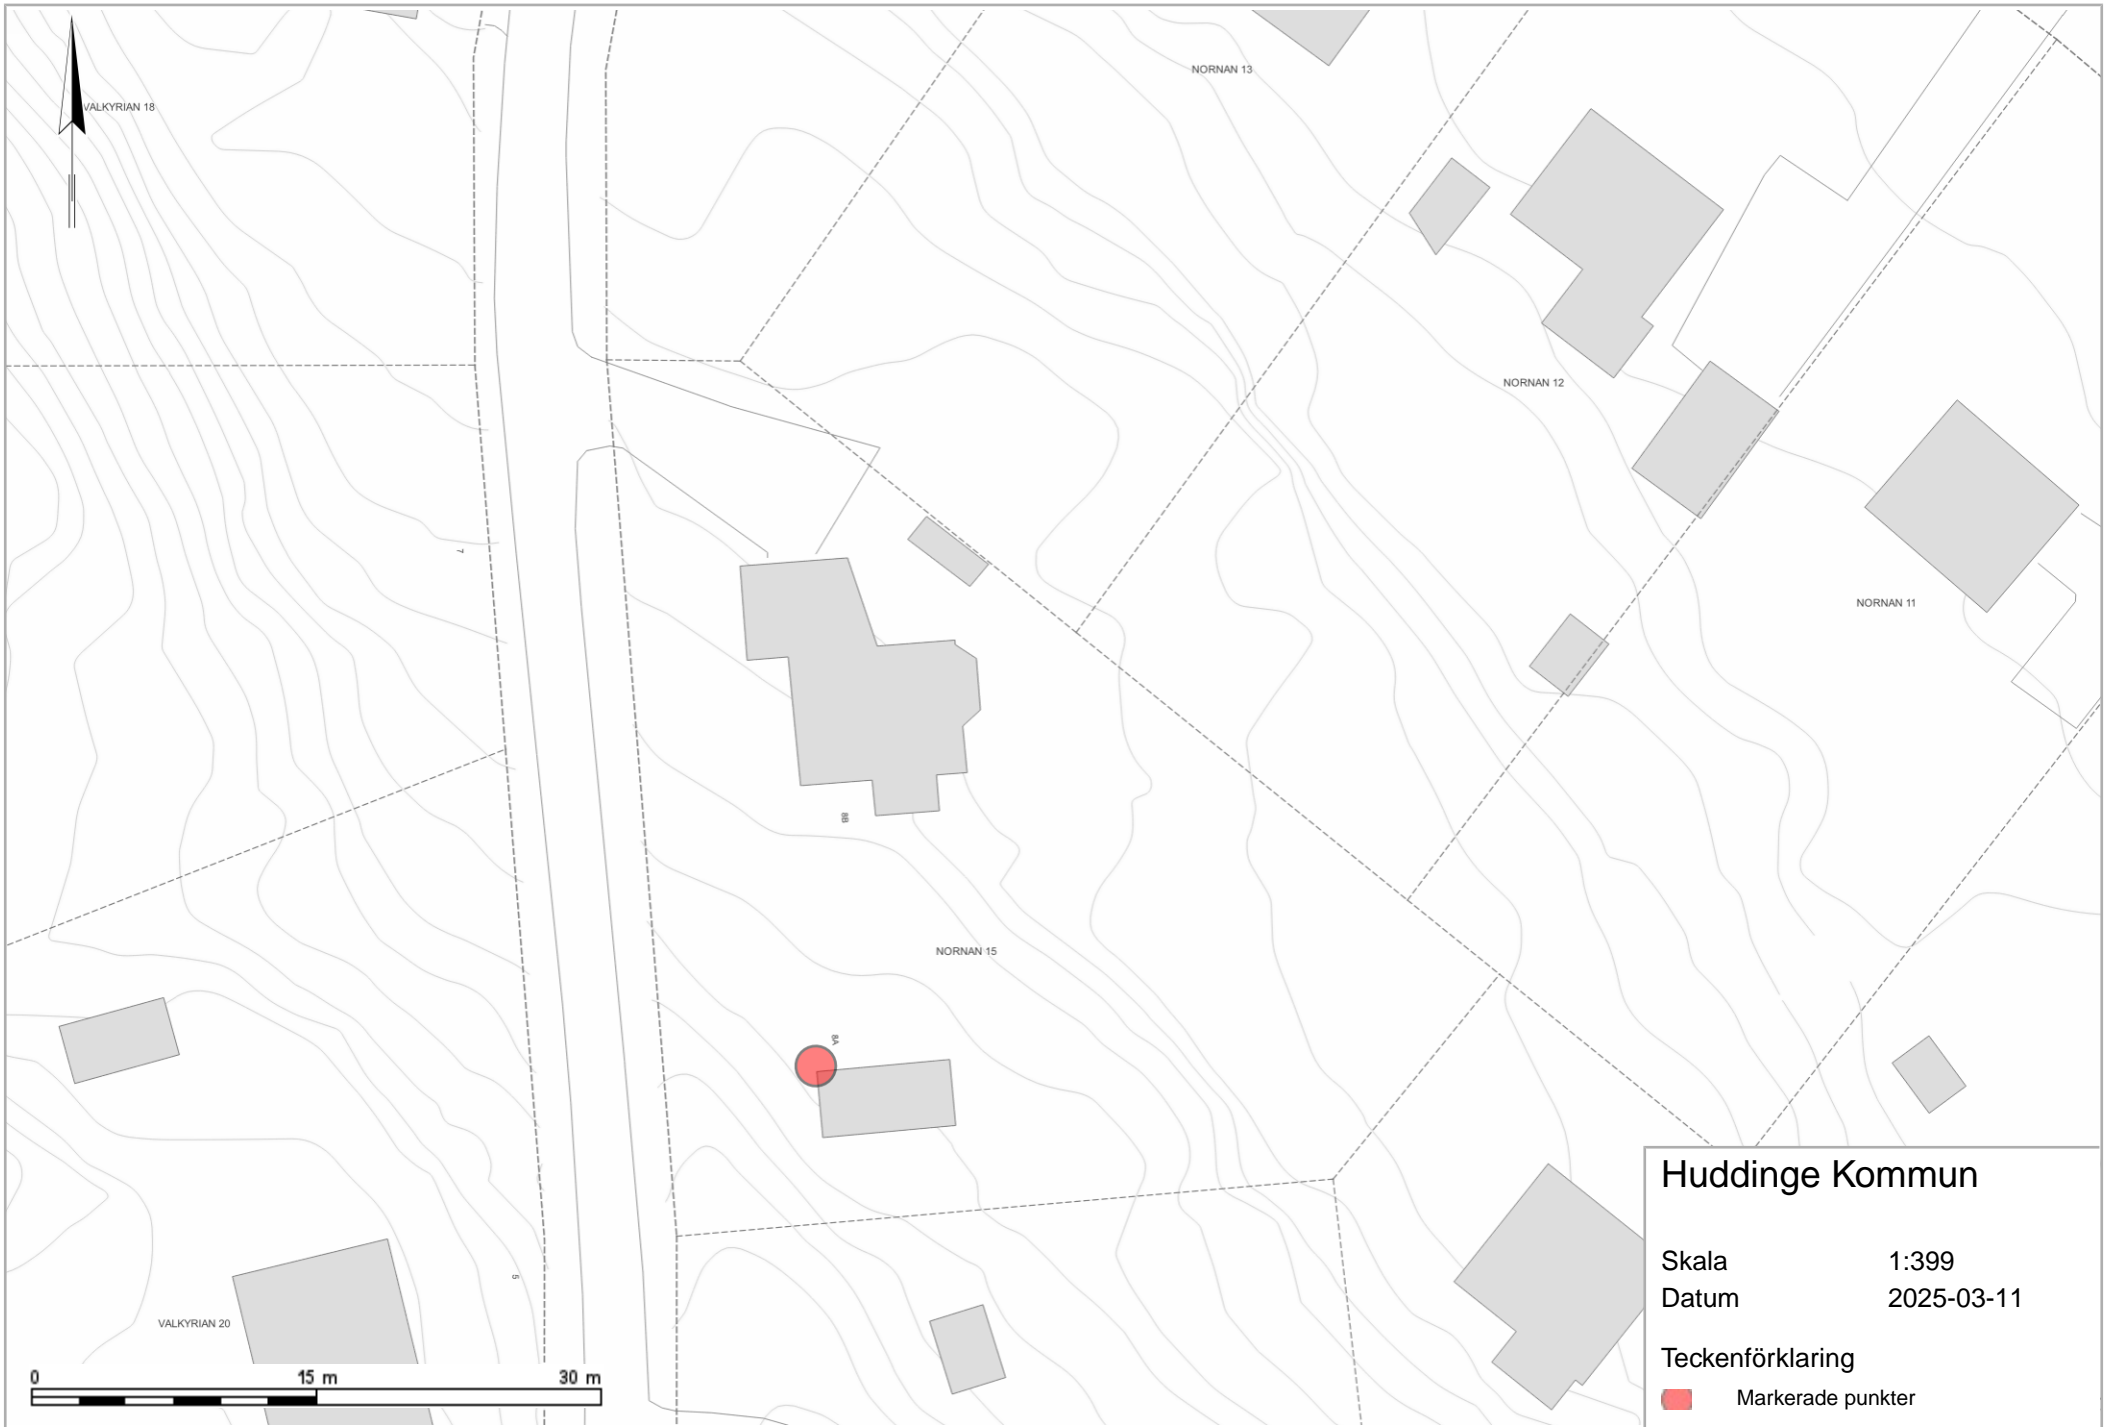 NORNAN 13
VALKYRIAN 18
NORNAN 12
7
NORNAN 11
8B
NORNAN 15
8A
Huddinge Kommun
Skala 1:399
Datum 2025-03-11
5
VALKYRIAN 20
Teckenförklaring
Markerade punkter
0 15 m 30 m